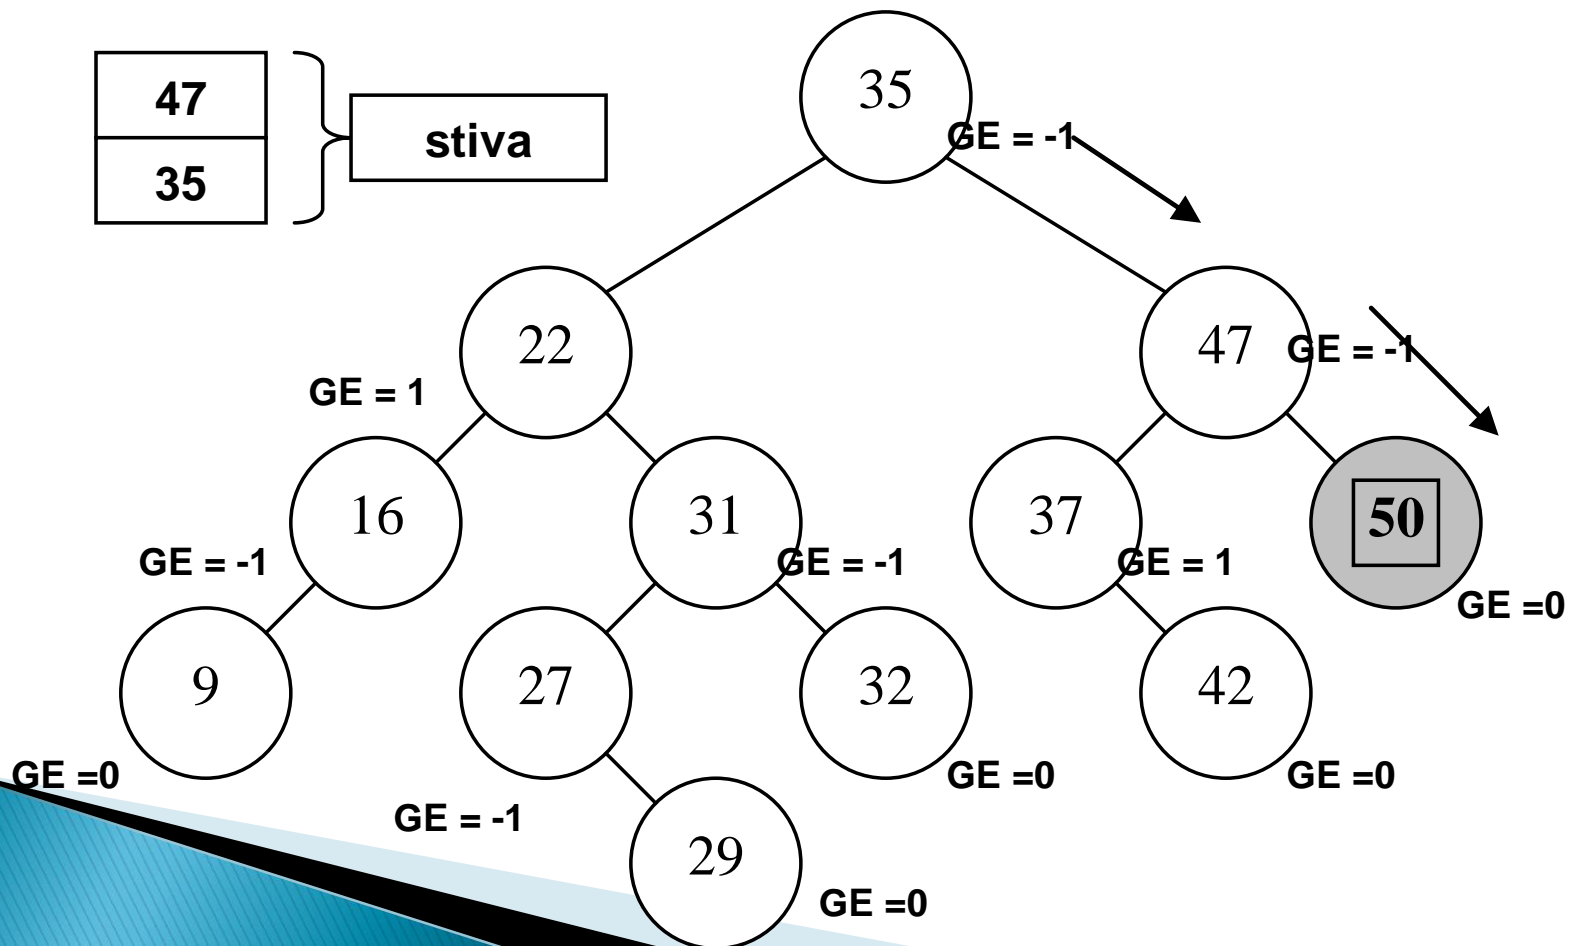 35
47
GE = -1
stiva
35
22
47
GE = -1
GE = 1
16
31
37
50
GE = -1
GE = -1
GE = 1
GE =0
9
27
32
42
GE =0
GE =0
GE =0
GE = -1
29
GE =0